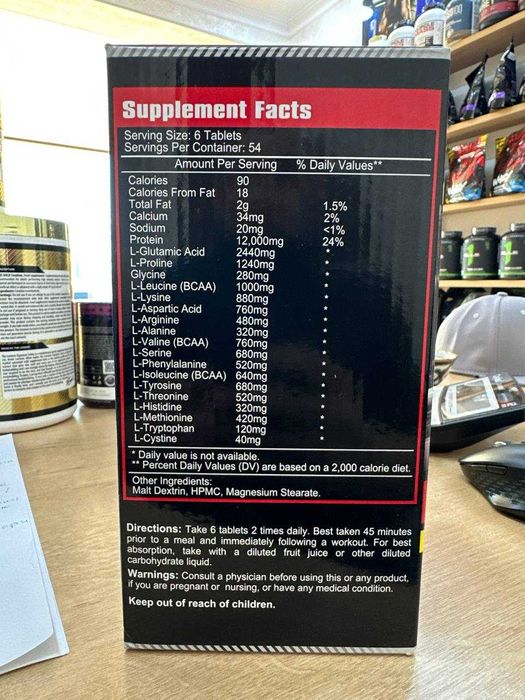 Supplement Facts
Serving Size: 6 Tablets
Servings Per Container: 54
Amount Per Serving % Daily Values**
Calories 90
Calories From Fat 18
Total Fat 2g 1.5%
Calcium 34mg 2%
Sodium 20mg <1%
Protein 12,000mg 24%
L-Glutamic Acid 2440mg *
L-Proline 1240mg *
Glycine 280mg *
L-Leucine (BCAA) 1000mg *
L-Lysine 880mg *
L-Aspartic Acid 760mg *
L-Arginine 480mg *
L-Alanine 320mg *
L-Valine (BCAA) 760mg *
L-Serine 680mg *
L-Phenylalanine 520mg *
L-Isoleucine (BCAA) 640mg *
L-Tyrosine 680mg *
L-Threonine 520mg *
L-Histidine 320mg *
L-Methionine 420mg *
L-Tryptophan 120mg *
L-Cystine 40mg *
* Daily value is not available.
** Percent Daily Values (DV) are based on a 2,000 calorie diet.
Other Ingredients:
Malt Dextrin, HPMC, Magnesium Stearate.
Directions: Take 6 tablets 2 times daily. Best taken 45 minutes
prior to a meal and immediately following a workout. For best
absorption, take with a diluted fruit juice or other diluted
carbohydrate liquid.
Warnings: Consult a physician before using this or any product,
if you are pregnant or nursing, or have any medical condition.
Keep out of reach of children.